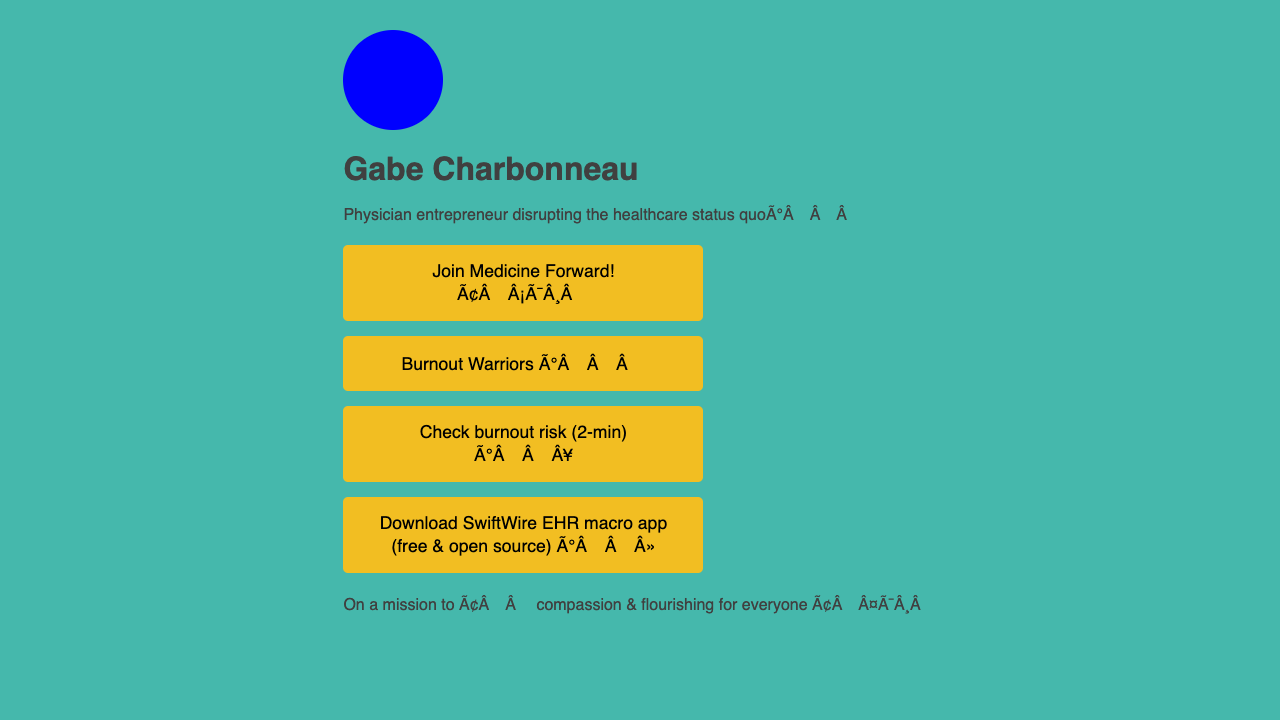 Gabe Charbonneau
Physician entrepreneur disrupting the healthcare status quoÃ°Â Â Â
Join Medicine Forward!
Ã¢Â Â¡Ã¯Â¸Â
Burnout Warriors Ã°Â Â Â
Check burnout risk (2-min)
Ã°Â Â Â¥
Download SwiftWire EHR macro app
(free & open source) Ã°Â Â Â»
On a mission to Ã¢Â Â compassion & flourishing for everyone Ã¢Â Â¤Ã¯Â¸Â